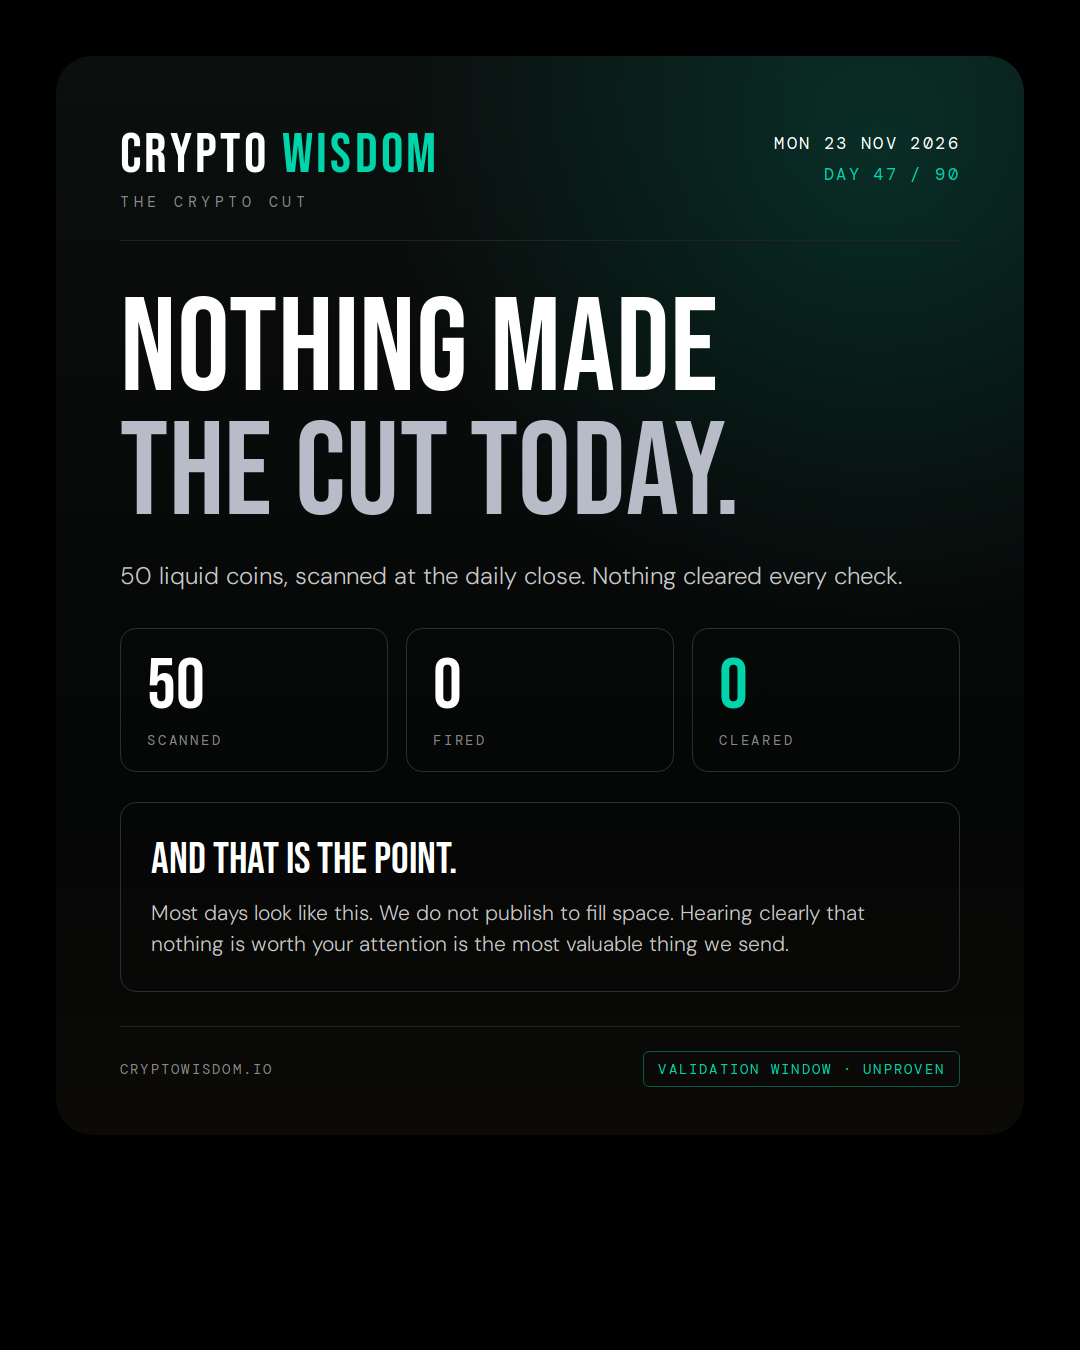 CRYPTO WISDOM
THE CRYPTO CUT
MON 23 NOV 2026
DAY 47 / 90
NOTHING MADE
THE CUT TODAY.
50 liquid coins, scanned at the daily close. Nothing cleared every check.
50
SCANNED
0
FIRED
0
CLEARED
AND THAT IS THE POINT.
Most days look like this. We do not publish to fill space. Hearing clearly that
nothing is worth your attention is the most valuable thing we send.
CRYPTOWISDOM.IO
VALIDATION WINDOW · UNPROVEN